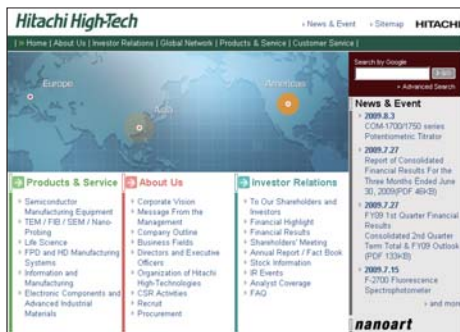 Hitachi High-Tech
News & Event
Sitemap
HITACHI
Home | About Us | Investor Relations | Global Network | Products & Service | Customer Service |
Europe
Asia
Americas
Search by Google
GO
Advanced Search
News & Event
2009.8.3
COM-1700/1750 series
Potentiometric Titrator
2009.7.27
Report of Consolidated
Financial Results For the
Three Months Ended June
30, 2009(PDF 46KB)
2009.7.27
FY09 1st Quarter Financial
Results
Consolidated 2nd Quarter
Term Total & FY09 Outlook
(PDF 133KB)
2009.7.15
F-2700 Fluorescence
Spectrophotometer
and more
nanoart
Products & Service
Semiconductor
Manufacturing Equipment
TEM / FIB / SEM / Nano-
Probing
Life Science
FPD and HD Manufacturing
Systems
Information and
Manufacturing
Electronic Components and
Advanced Industrial
Materials
About Us
Corporate Vision
Message From the
Management
Company Outline
Business Fields
Directors and Executive
Officers
Organization of Hitachi
High-Technologies
CSR Activities
Recruit
Procurement
Investor Relations
To Our Shareholders and
Investors
Financial Highlight
Financial Results
Shareholders' Meeting
Annual Report / Fact Book
Stock Information
IR Events
Analyst Coverage
FAQ